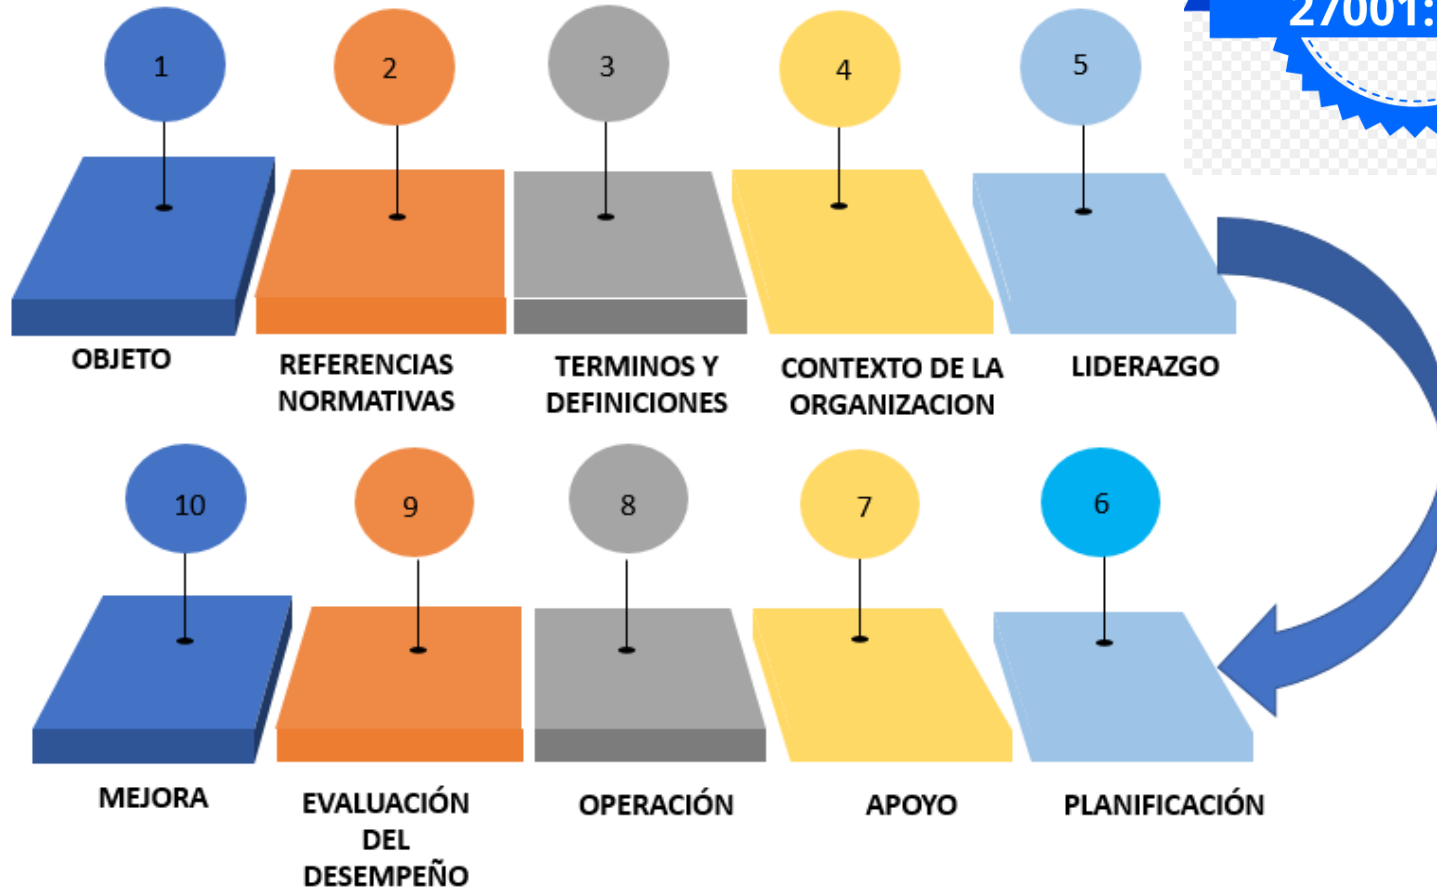 27001:
1
2
3
4
5
OBJETO
REFERENCIAS
NORMATIVAS
TERMINOS Y
DEFINICIONES
CONTEXTO DE LA
ORGANIZACION
LIDERAZGO
10
9
8
7
6
MEJORA
EVALUACIÓN
DEL
DESEMPEÑO
OPERACIÓN
APOYO
PLANIFICACIÓN